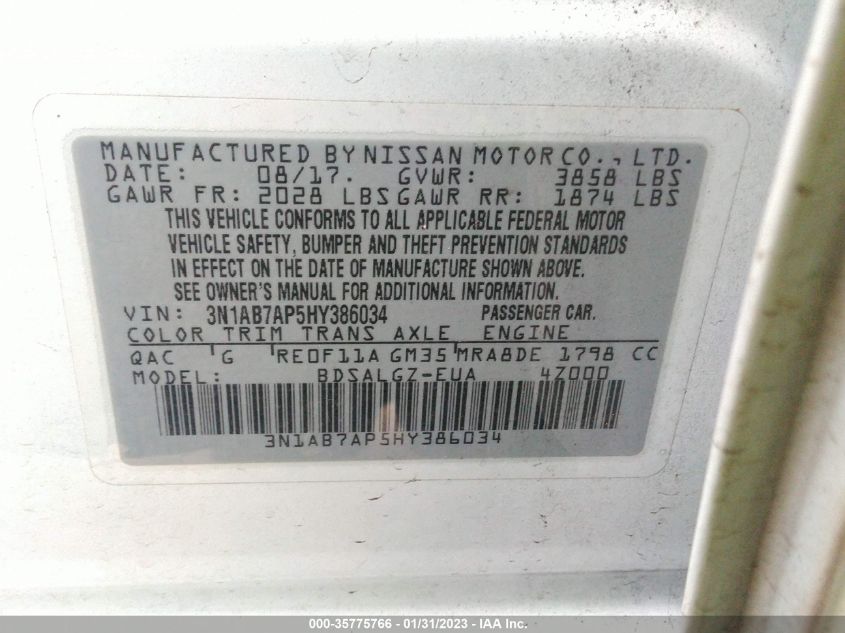 MANUFACTURED BY NISSAN MOTOR CO., LTD.
DATE: 08/17. GVWR: 3858 LBS
GAWR FR: 2028 LBS GAWR RR: 1874 LBS
THIS VEHICLE CONFORMS TO ALL APPLICABLE FEDERAL MOTOR
VEHICLE SAFETY, BUMPER AND THEFT PREVENTION STANDARDS
IN EFFECT ON THE DATE OF MANUFACTURE SHOWN ABOVE.
SEE OWNER'S MANUAL FOR ADDITIONAL INFORMATION.
VIN: 3N1AB7AP5HY386034 PASSENGER CAR.
COLOR TRIM TRANS AXLE ENGINE
QAC G RE0F11A GM35 MRA8DE 1798 CC
MODEL: BDSALGZ-EUA 4Z000
3N1AB7AP5HY386034
000-35775766 - 01/31/2023 - IAA Inc.